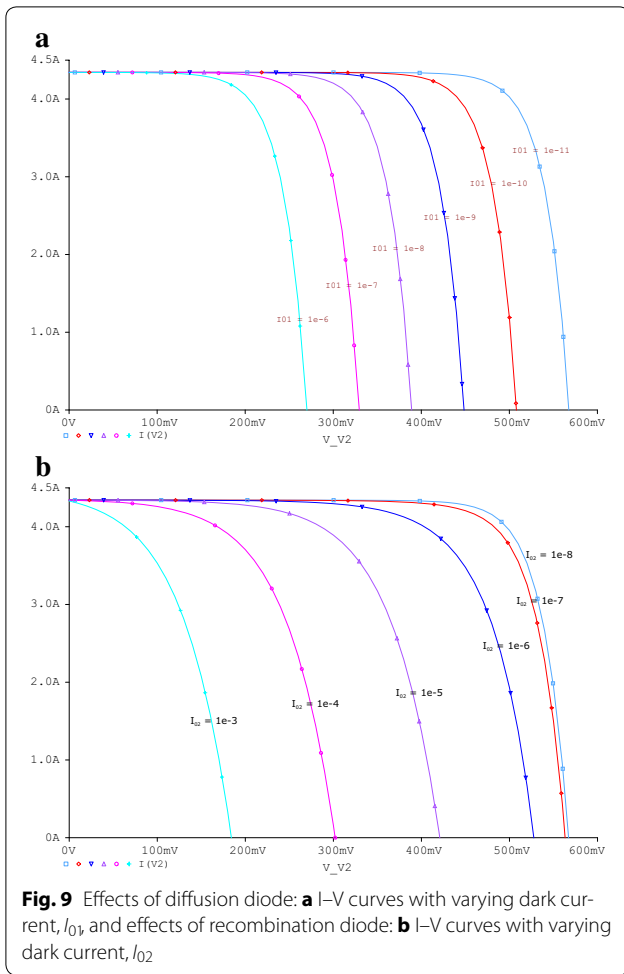 a
4.5A
4.0A
3.0A
2.0A
1.0A
0A
I01 = 1e-11
I01 = 1e-10
I01 = 1e-9
I01 = 1e-8
I01 = 1e-7
I01 = 1e-6
0V 100mV 200mV 300mV 400mV 500mV 600mV
I(V2)
V_V2
b
4.5A
4.0A
3.0A
2.0A
1.0A
0A
I₀₂ = 1e-8
I₀₂ = 1e-7
I₀₂ = 1e-6
I₀₂ = 1e-5
I₀₂ = 1e-4
I₀₂ = 1e-3
0V 100mV 200mV 300mV 400mV 500mV 600mV
I(V2)
V_V2
Fig. 9 Effects of diffusion diode: a I–V curves with varying dark cur-
rent, I₀₁, and effects of recombination diode: b I–V curves with varying
dark current, I₀₂